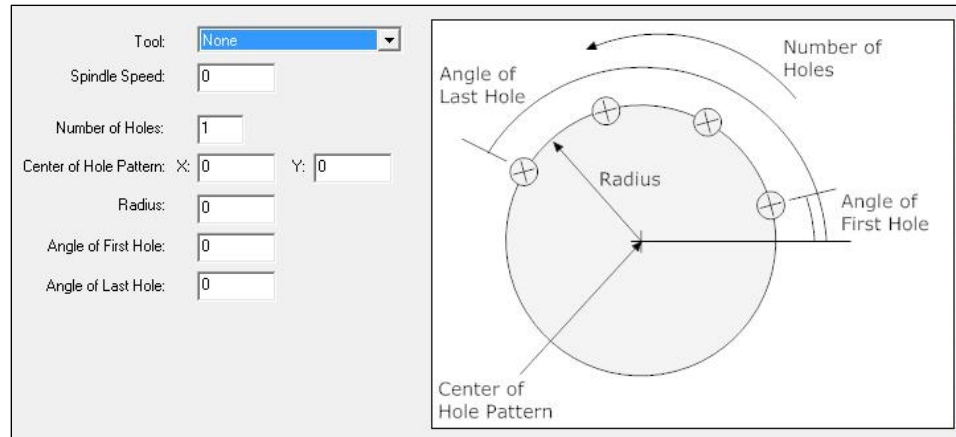 Tool: None
Spindle Speed: 0
Number of Holes: 1
Center of Hole Pattern: X: 0 Y: 0
Radius: 0
Angle of First Hole: 0
Angle of Last Hole: 0
Number of
Holes
Angle of
Last Hole
Radius
Angle of
First Hole
Center of
Hole Pattern